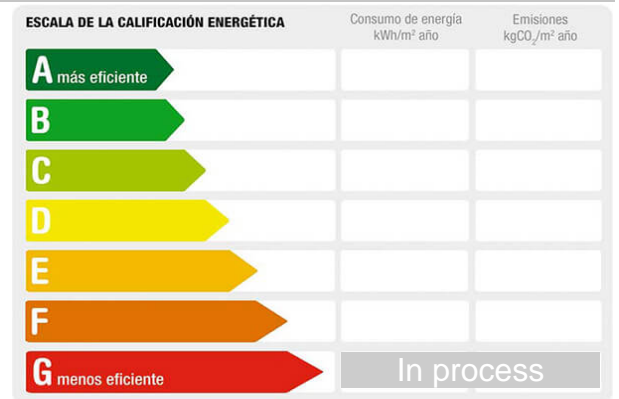 ESCALA DE LA CALIFICACIÓN ENERGÉTICA
Consumo de energía
kWh/m² año
Emisiones
kgCO₂/m² año
A más eficiente
B
C
D
E
F
G menos eficiente
In process